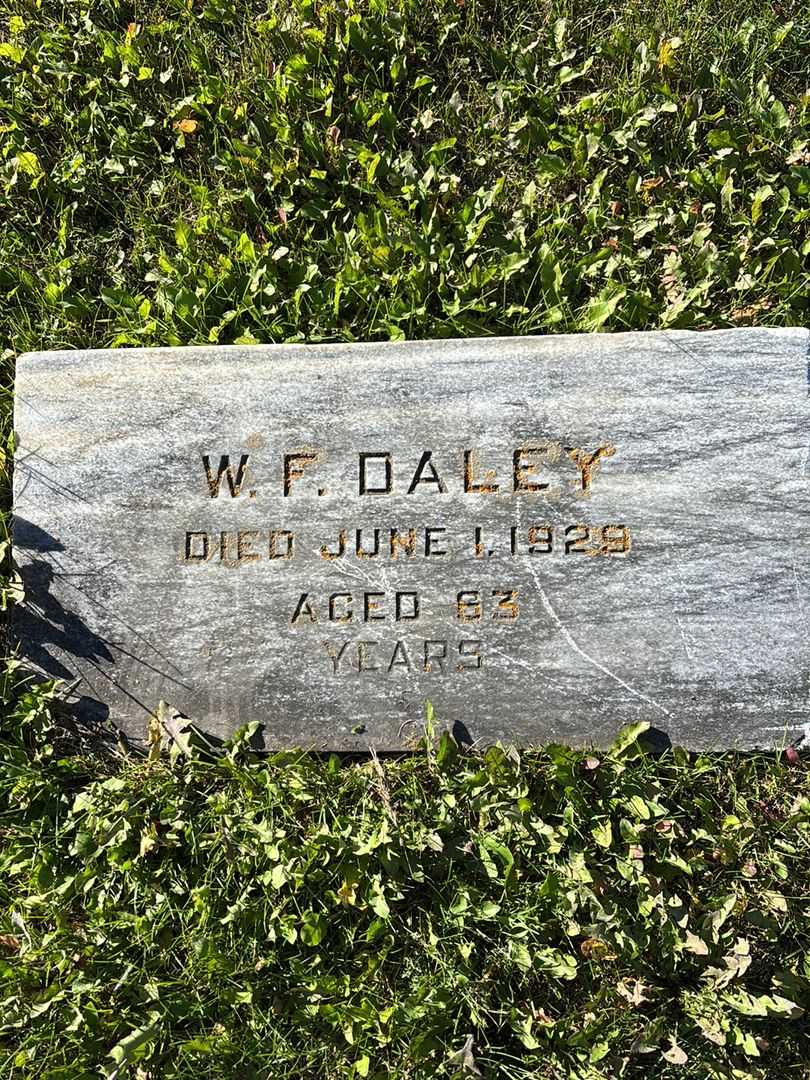 W. F. DALEY
DIED JUNE 1, 1929
AGED 63
YEARS